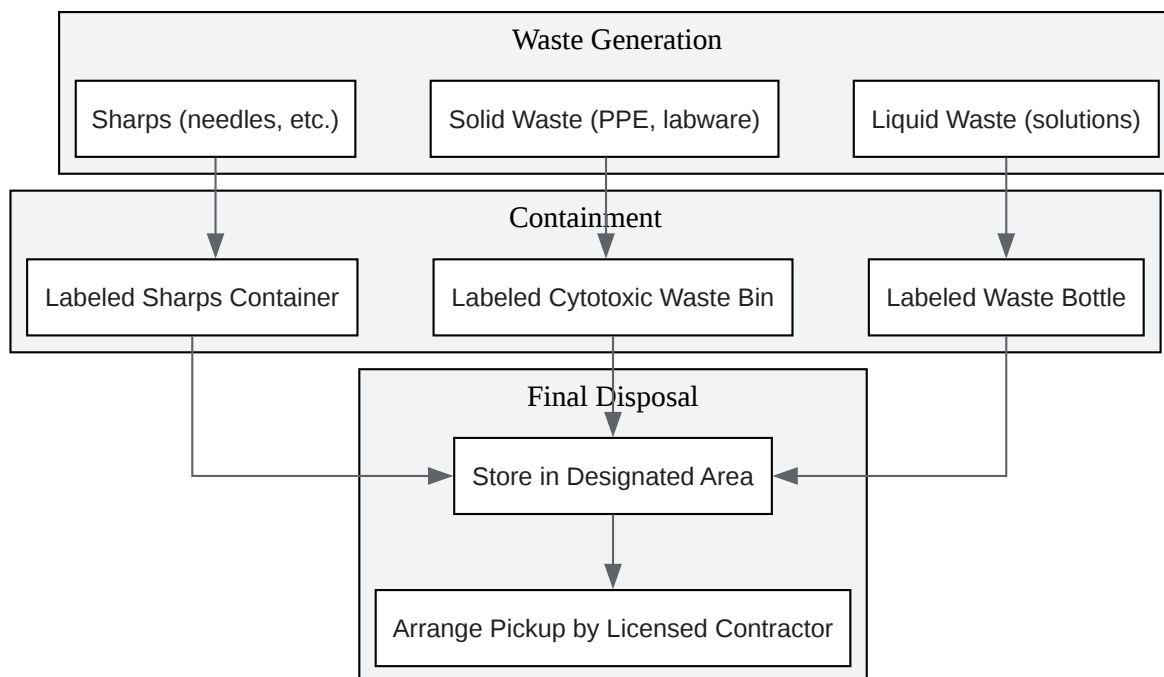 Waste Generation
Sharps (needles, etc.)
Solid Waste (PPE, labware)
Liquid Waste (solutions)
Containment
Labeled Sharps Container
Labeled Cytotoxic Waste Bin
Labeled Waste Bottle
Final Disposal
Store in Designated Area
Arrange Pickup by Licensed Contractor